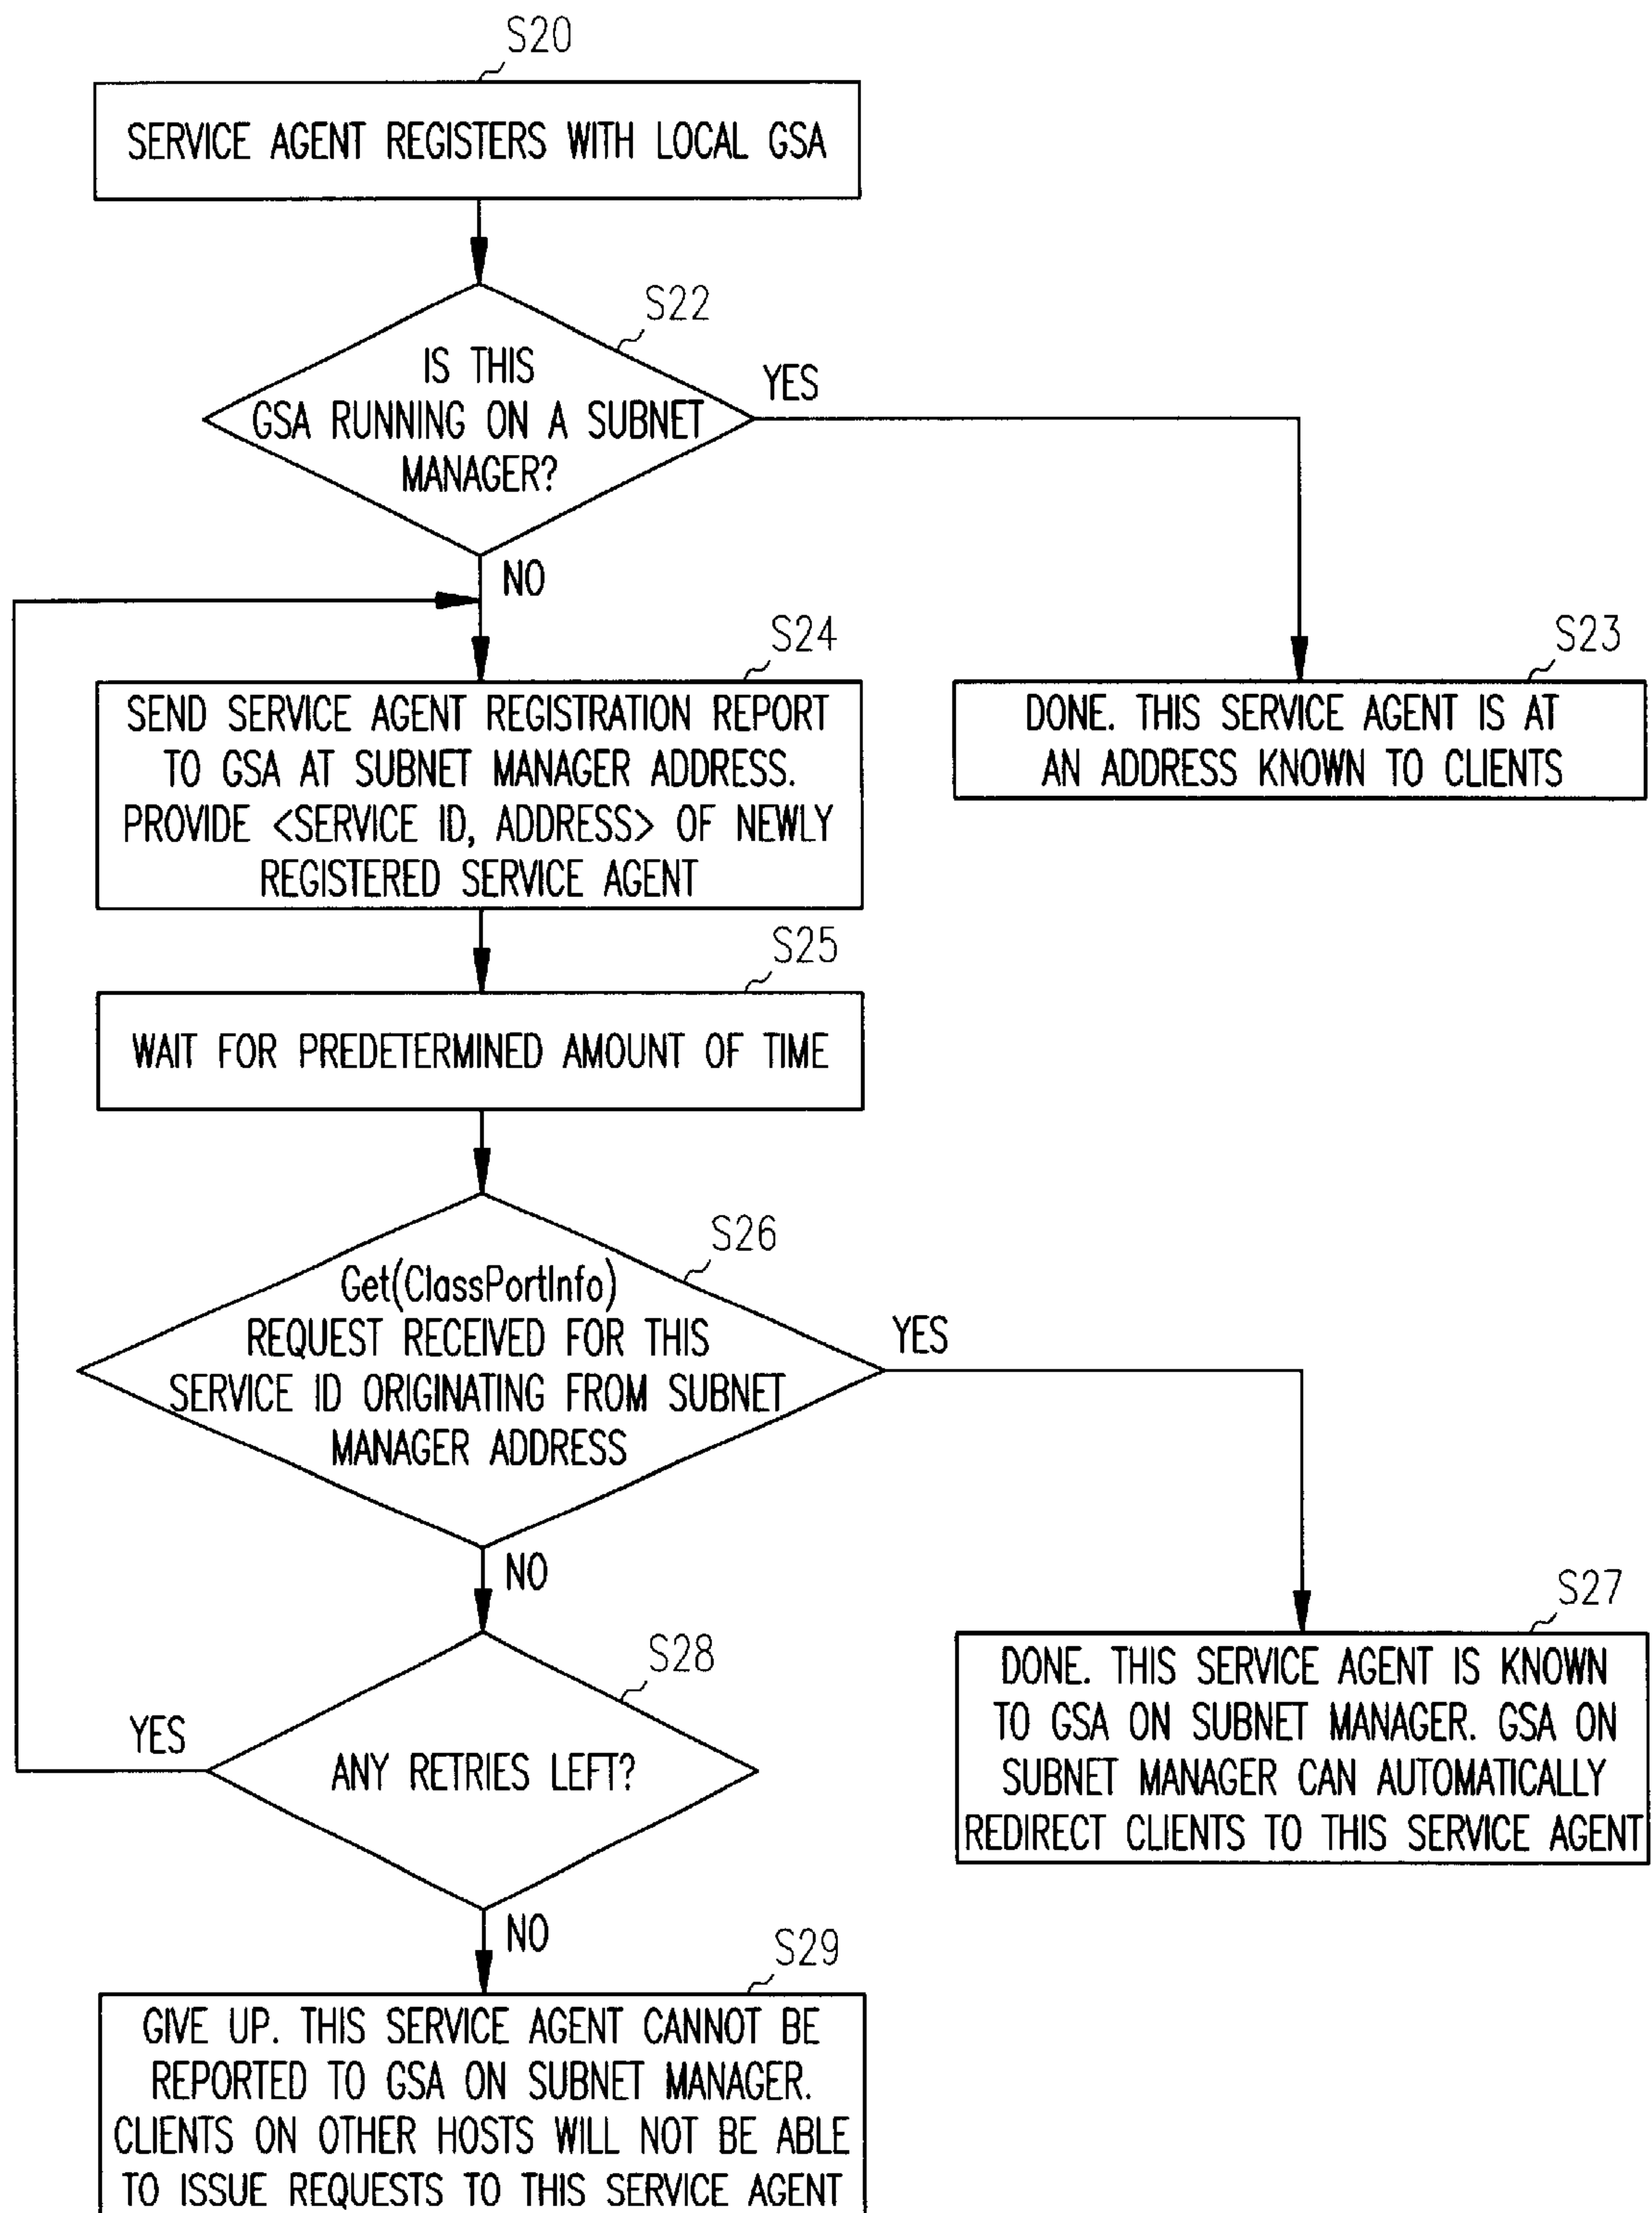 S20
SERVICE AGENT REGISTERS WITH LOCAL GSA
S22
IS THIS
GSA RUNNING ON A SUBNET
MANAGER?
YES
NO
S24
SEND SERVICE AGENT REGISTRATION REPORT
TO GSA AT SUBNET MANAGER ADDRESS.
PROVIDE <SERVICE ID, ADDRESS> OF NEWLY
REGISTERED SERVICE AGENT
S23
DONE. THIS SERVICE AGENT IS AT
AN ADDRESS KNOWN TO CLIENTS
S25
WAIT FOR PREDETERMINED AMOUNT OF TIME
S26
Get(ClassPortInfo)
REQUEST RECEIVED FOR THIS
SERVICE ID ORIGINATING FROM SUBNET
MANAGER ADDRESS
YES
NO
S27
DONE. THIS SERVICE AGENT IS KNOWN
TO GSA ON SUBNET MANAGER. GSA ON
SUBNET MANAGER CAN AUTOMATICALLY
REDIRECT CLIENTS TO THIS SERVICE AGENT
S28
ANY RETRIES LEFT?
YES
NO
S29
GIVE UP. THIS SERVICE AGENT CANNOT BE
REPORTED TO GSA ON SUBNET MANAGER.
CLIENTS ON OTHER HOSTS WILL NOT BE ABLE
TO ISSUE REQUESTS TO THIS SERVICE AGENT